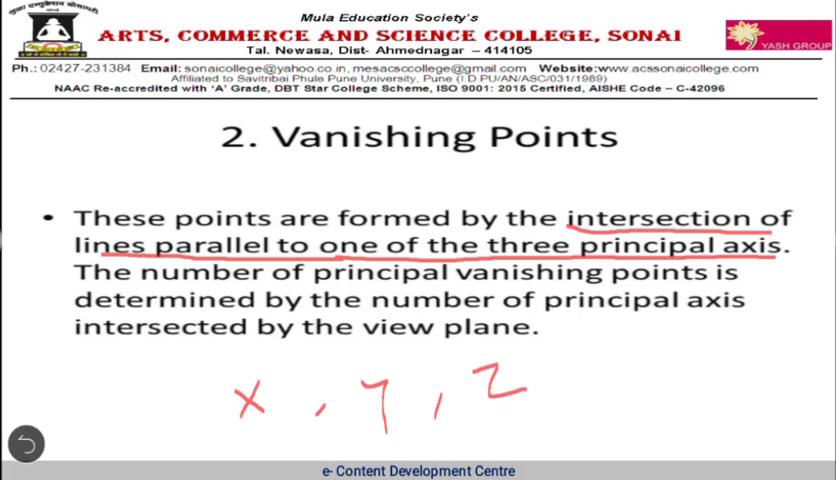 Mula Education Society's
ARTS, COMMERCE AND SCIENCE COLLEGE, SONAI
Tal. Newasa, Dist- Ahmednagar – 414105
YASH GROUP
Ph.: 02427-231384 Email: sonaicollege@yahoo.co.in, mesacsccollege@gmail.com Website:www.acssonaicollege.com
Affiliated to Savitribai Phule Pune University, Pune (I D PU/AN/ASC/031/1989)
NAAC Re-accredited with 'A' Grade, DBT Star College Scheme, ISO 9001: 2015 Certified, AISHE Code – C-42096
2. Vanishing Points
• These points are formed by the intersection of
lines parallel to one of the three principal axis.
The number of principal vanishing points is
determined by the number of principal axis
intersected by the view plane.
x, y, z
e- Content Development Centre